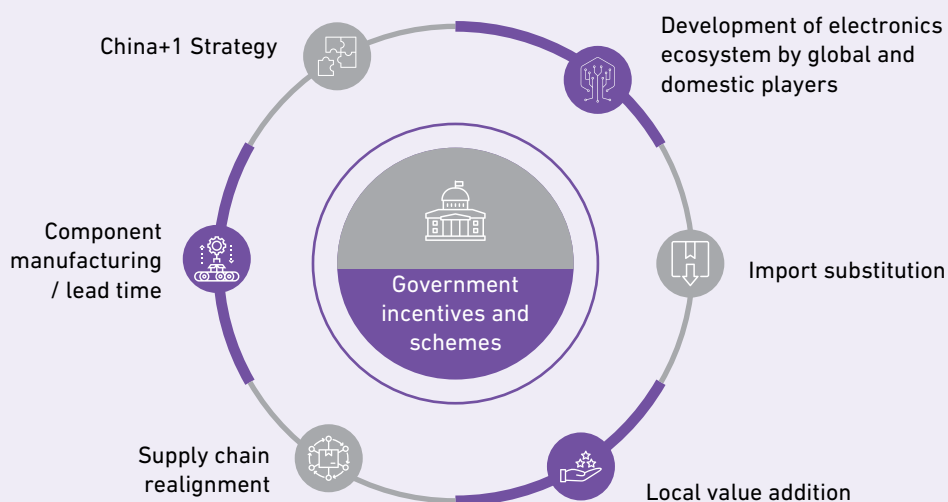 China+1 Strategy
Development of electronics
ecosystem by global and
domestic players
Component
manufacturing
/ lead time
Government
incentives and
schemes
Import substitution
Supply chain
realignment
Local value addition